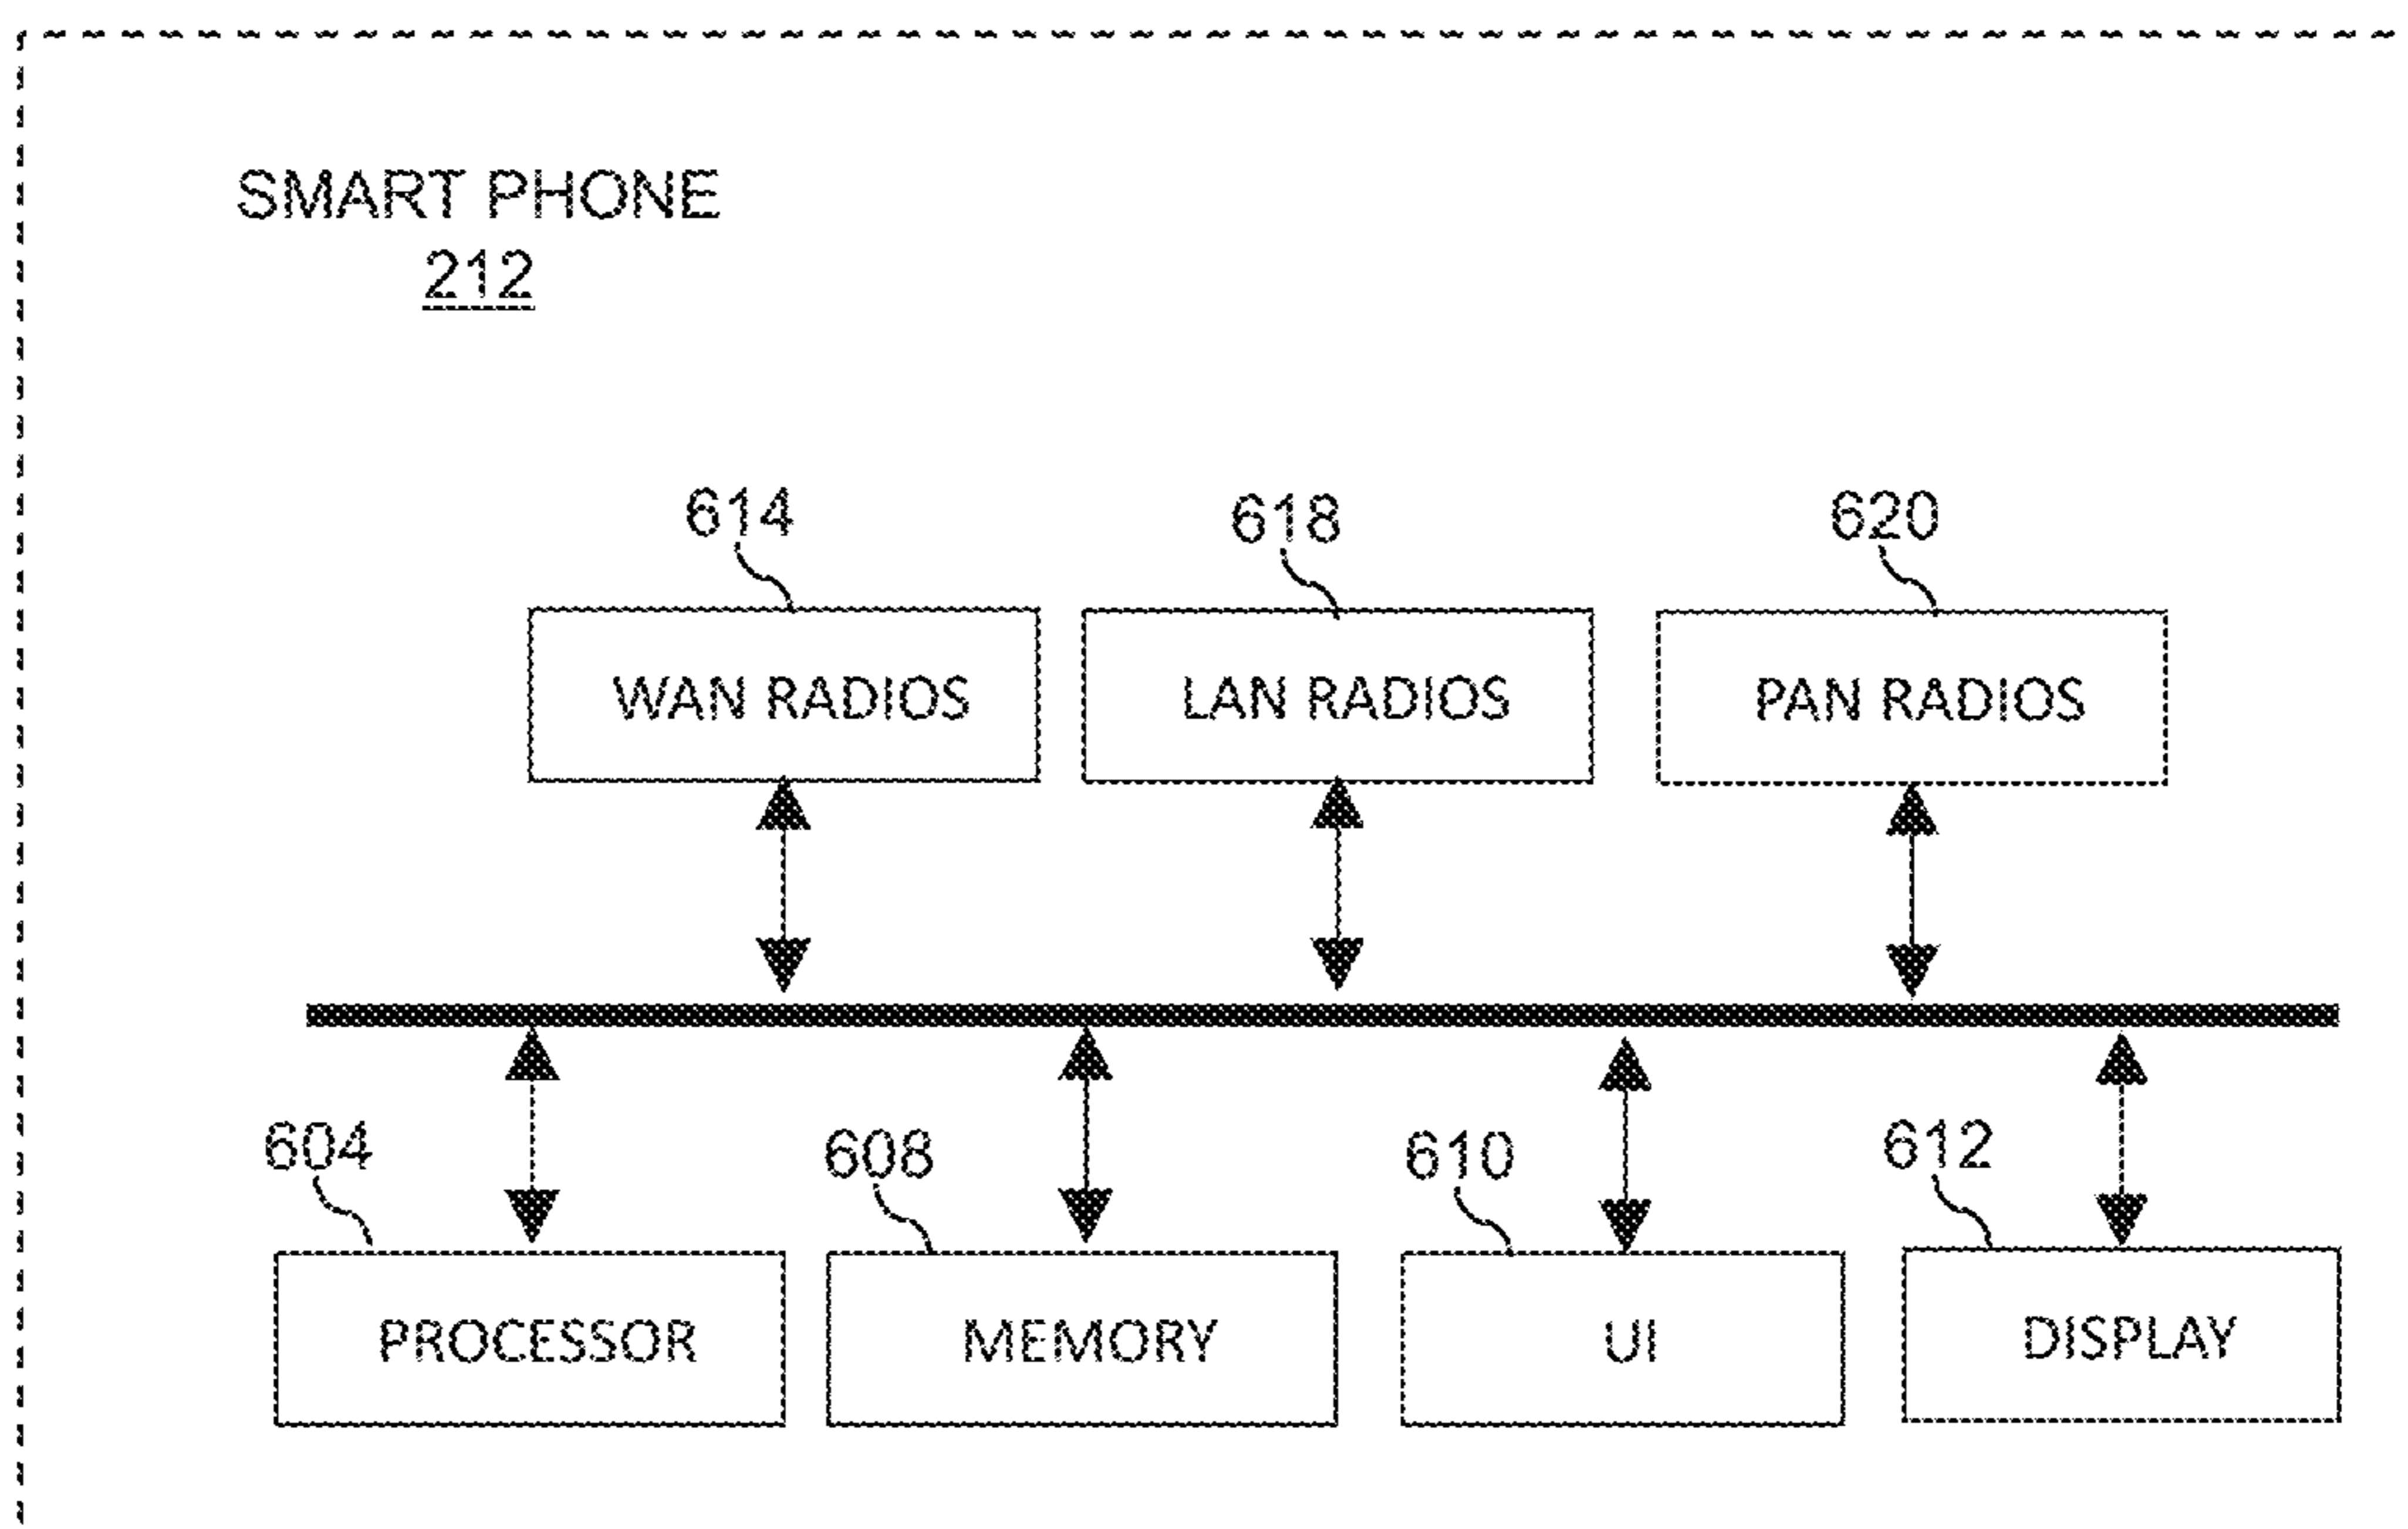 SMART PHONE
212
614
618
620
WAN RADIOS
LAN RADIOS
PAN RADIOS
604
608
610
612
PROCESSOR
MEMORY
UI
DISPLAY